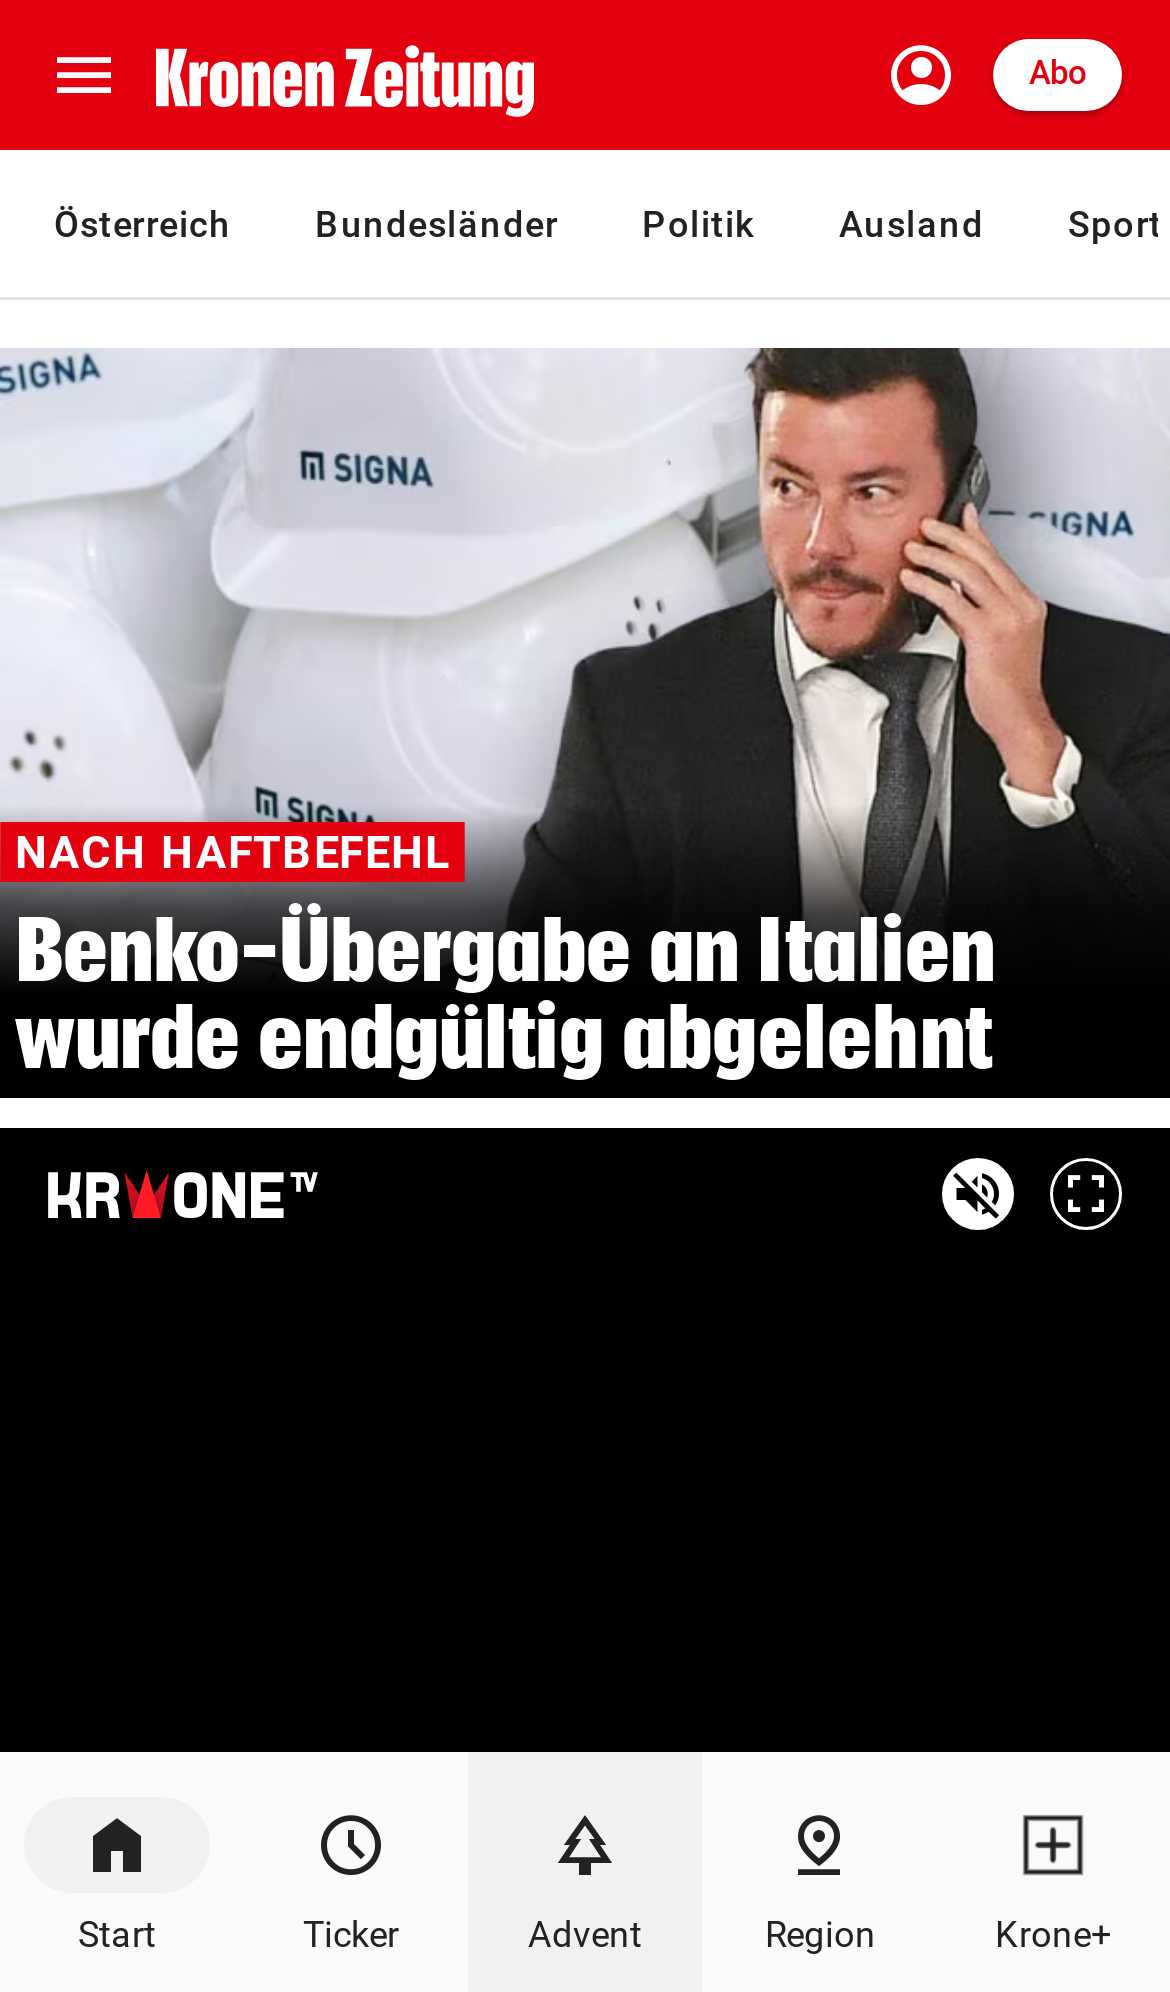 Kronen Zeitung
Abo
Österreich Bundesländer Politik Ausland Sport
SIGNA
SIGNA
SIGNA
SIGNA
NACH HAFTBEFEHL
Benko-Übergabe an Italien
wurde endgültig abgelehnt
KRONE TV
Start Ticker Advent Region Krone+